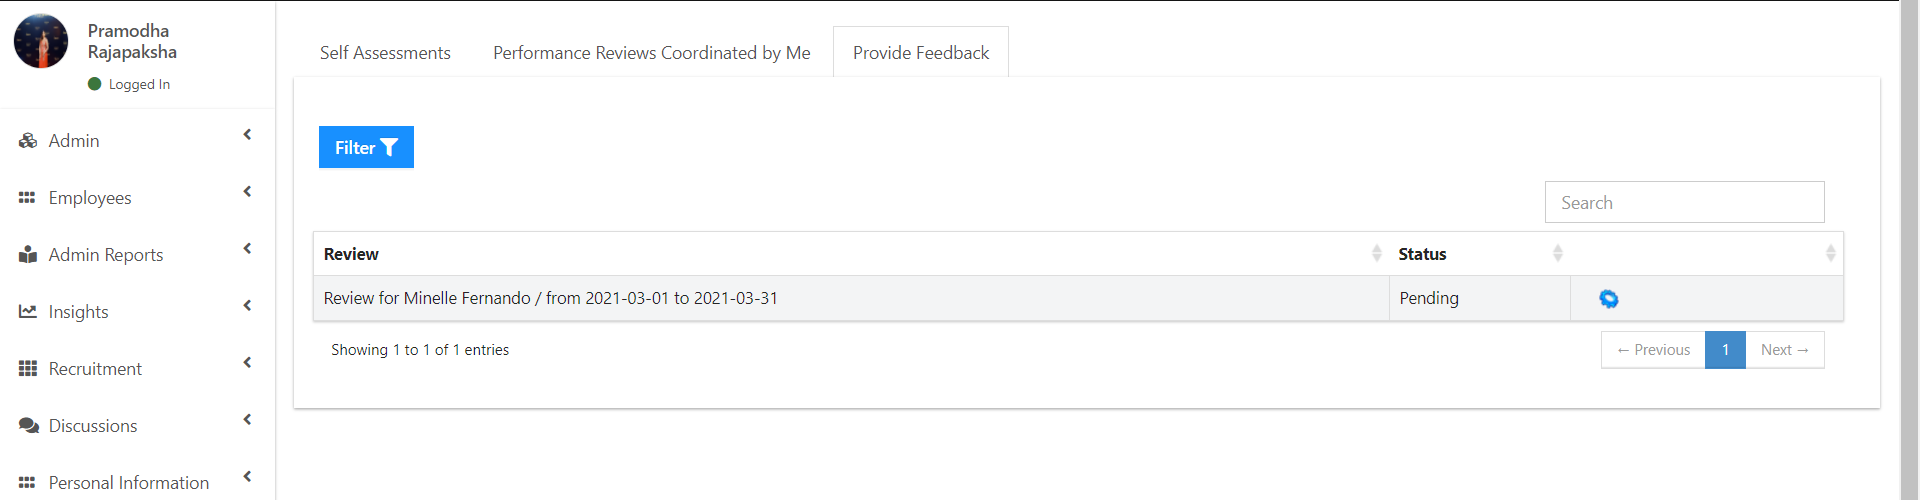 Pramodha
Rajapaksha
Logged In
Admin
Employees
Admin Reports
Insights
Recruitment
Discussions
Personal Information
Self Assessments
Performance Reviews Coordinated by Me
Provide Feedback
Filter
Search
Review
Status
Review for Minelle Fernando / from 2021-03-01 to 2021-03-31
Pending
Showing 1 to 1 of 1 entries
← Previous
1
Next →